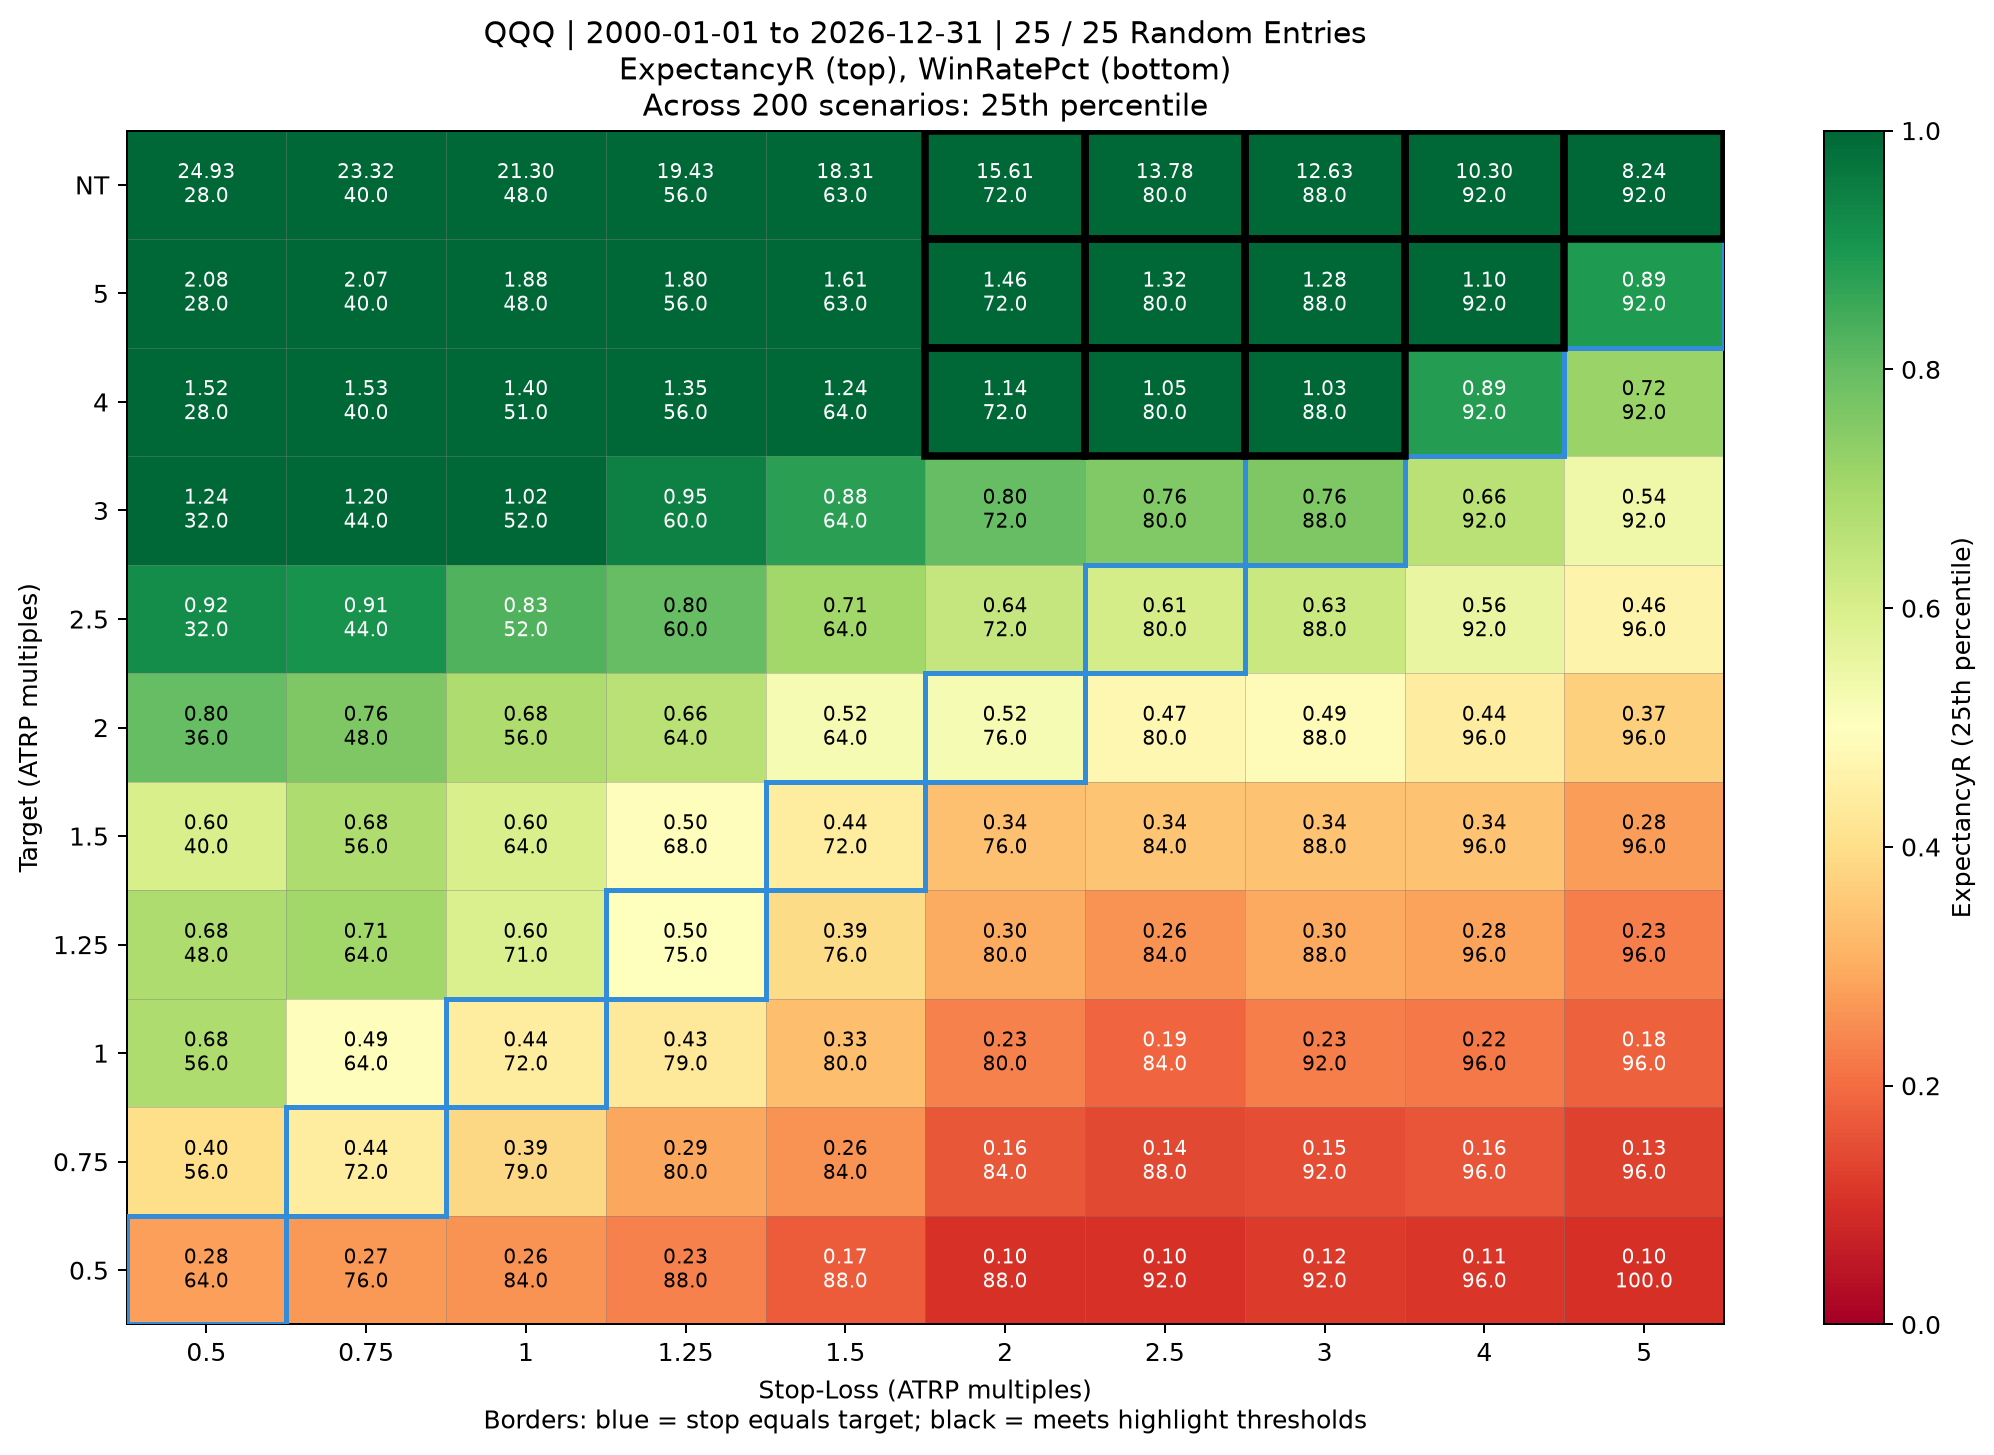 QQQ | 2000-01-01 to 2026-12-31 | 25 / 25 Random Entries
ExpectancyR (top), WinRatePct (bottom)
Across 200 scenarios: 25th percentile
Target (ATRP multiples)
NT
24.93 23.32 21.30 19.43 18.31 15.61 13.78 12.63 10.30 8.24
28.0 40.0 48.0 56.0 63.0 72.0 80.0 88.0 92.0 92.0
5
2.08 2.07 1.88 1.80 1.61 1.46 1.32 1.28 1.10 0.89
28.0 40.0 48.0 56.0 63.0 72.0 80.0 88.0 92.0 92.0
4
1.52 1.53 1.40 1.35 1.24 1.14 1.05 1.03 0.89 0.72
28.0 40.0 51.0 56.0 64.0 72.0 80.0 88.0 92.0 92.0
3
1.24 1.20 1.02 0.95 0.88 0.80 0.76 0.76 0.66 0.54
32.0 44.0 52.0 60.0 64.0 72.0 80.0 88.0 92.0 92.0
2.5
0.92 0.91 0.83 0.80 0.71 0.64 0.61 0.63 0.56 0.46
32.0 44.0 52.0 60.0 64.0 72.0 80.0 88.0 92.0 96.0
2
0.80 0.76 0.68 0.66 0.52 0.52 0.47 0.49 0.44 0.37
36.0 48.0 56.0 64.0 64.0 76.0 80.0 88.0 96.0 96.0
1.5
0.60 0.68 0.60 0.50 0.44 0.34 0.34 0.34 0.34 0.28
40.0 56.0 64.0 68.0 72.0 76.0 84.0 88.0 96.0 96.0
1.25
0.68 0.71 0.60 0.50 0.39 0.30 0.26 0.30 0.28 0.23
48.0 64.0 71.0 75.0 76.0 80.0 84.0 88.0 96.0 96.0
1
0.68 0.49 0.44 0.43 0.33 0.23 0.19 0.23 0.22 0.18
56.0 64.0 72.0 79.0 80.0 80.0 84.0 92.0 96.0 96.0
0.75
0.40 0.44 0.39 0.29 0.26 0.16 0.14 0.15 0.16 0.13
56.0 72.0 79.0 80.0 84.0 84.0 88.0 92.0 96.0 96.0
0.5
0.28 0.27 0.26 0.23 0.17 0.10 0.10 0.12 0.11 0.10
64.0 76.0 84.0 88.0 88.0 88.0 92.0 92.0 96.0 100.0
0.5 0.75 1 1.25 1.5 2 2.5 3 4 5
Stop-Loss (ATRP multiples)
Borders: blue = stop equals target; black = meets highlight thresholds
1.0
0.8
0.6
0.4
0.2
0.0
ExpectancyR (25th percentile)